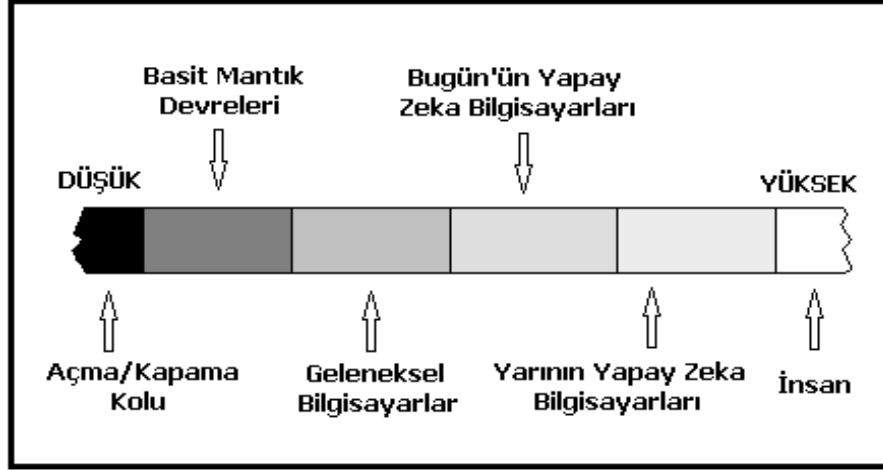 Basit Mantık
Devreleri
Bugün'ün Yapay
Zeka Bilgisayarları
DÜŞÜK
YÜKSEK
Açma/Kapama
Kolu
Geleneksel
Bilgisayarlar
Yarının Yapay Zeka
Bilgisayarları
İnsan